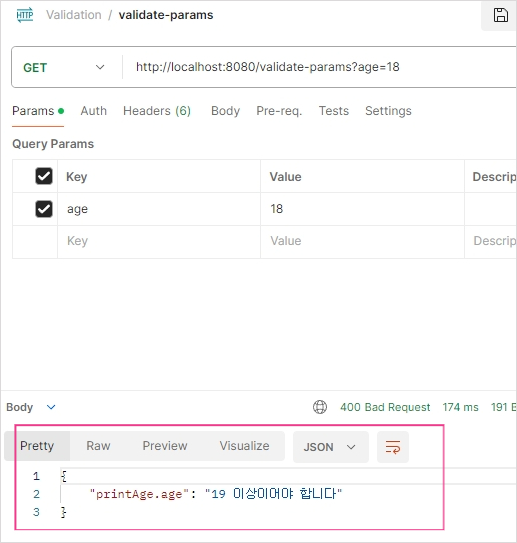 HTTP Validation / validate-params
GET http://localhost:8080/validate-params?age=18
Params Auth Headers (6) Body Pre-req. Tests Settings
Query Params
Key Value Descrip
age 18
Key Value Descrip
Body 400 Bad Request 174 ms 191 B
Pretty Raw Preview Visualize JSON
1 {
2 "printAge.age": "19 이상이어야 합니다"
3 }